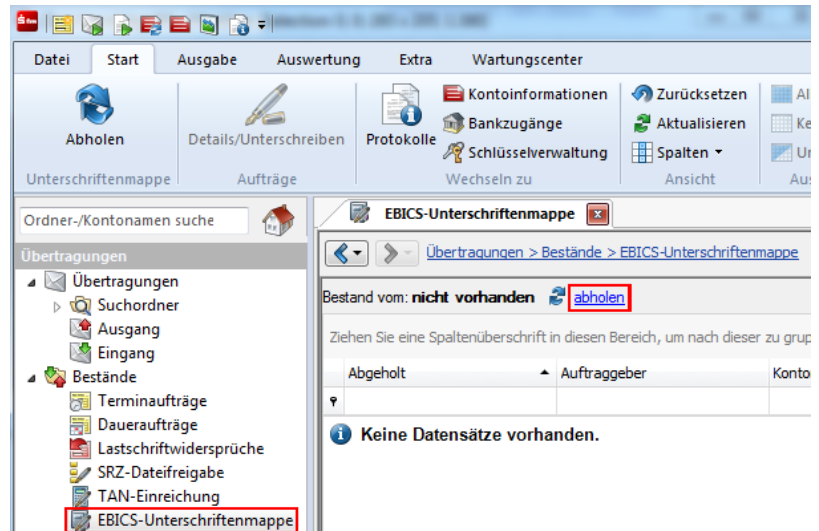 Datei Start Ausgabe Auswertung Extra Wartungscenter
Abholen
Details/Unterschreiben
Protokolle
Kontoinformationen
Bankzugänge
Schlüsselverwaltung
Zurücksetzen
Aktualisieren
Spalten
Al
Ke
Unterschriftenmappe Aufträge Wechseln zu Ansicht Au
Ordner-/Kontonamen suche
EBICS-Unterschriftenmappe
Übertragungen
Übertragungen > Bestände > EBICS-Unterschriftenmappe
Übertragungen
Suchordner
Ausgang
Eingang
Bestände
Terminaufträge
Daueraufträge
Lastschriftwidersprüche
SRZ-Dateifreigabe
TAN-Einreichung
EBICS-Unterschriftenmappe
Bestand vom: nicht vorhanden abholen
Ziehen Sie eine Spaltenüberschrift in diesen Bereich, um nach dieser zu grup
Abgeholt Auftraggeber Konto
Keine Datensätze vorhanden.